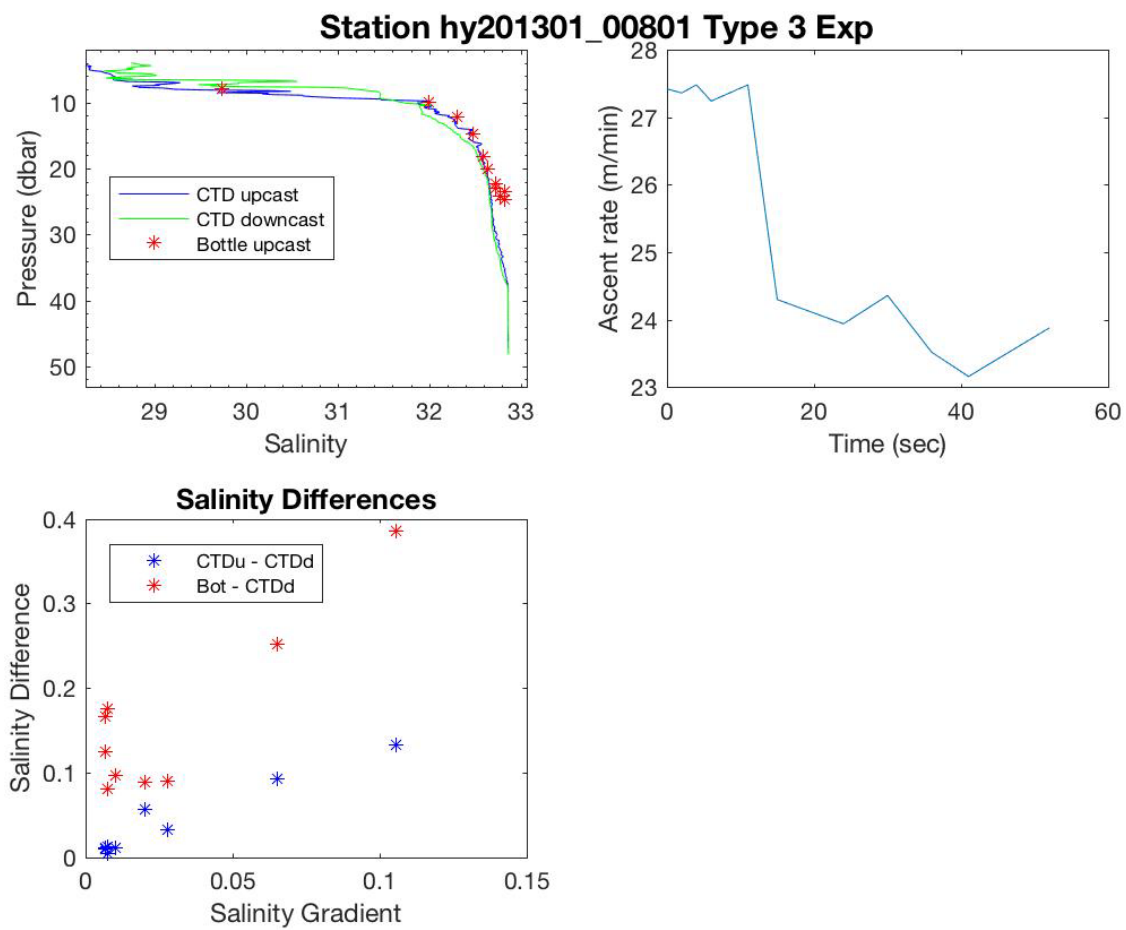 Station hy201301_00801 Type 3 Exp
10
20
30
40
50
Pressure (dbar)
CTD upcast
CTD downcast
Bottle upcast
29 30 31 32 33
Salinity
28
27
26
25
24
23
Ascent rate (m/min)
0 20 40 60
Time (sec)
Salinity Differences
0.4
0.3
0.2
0.1
0
Salinity Difference
CTDu - CTDd
Bot - CTDd
0 0.05 0.1 0.15
Salinity Gradient